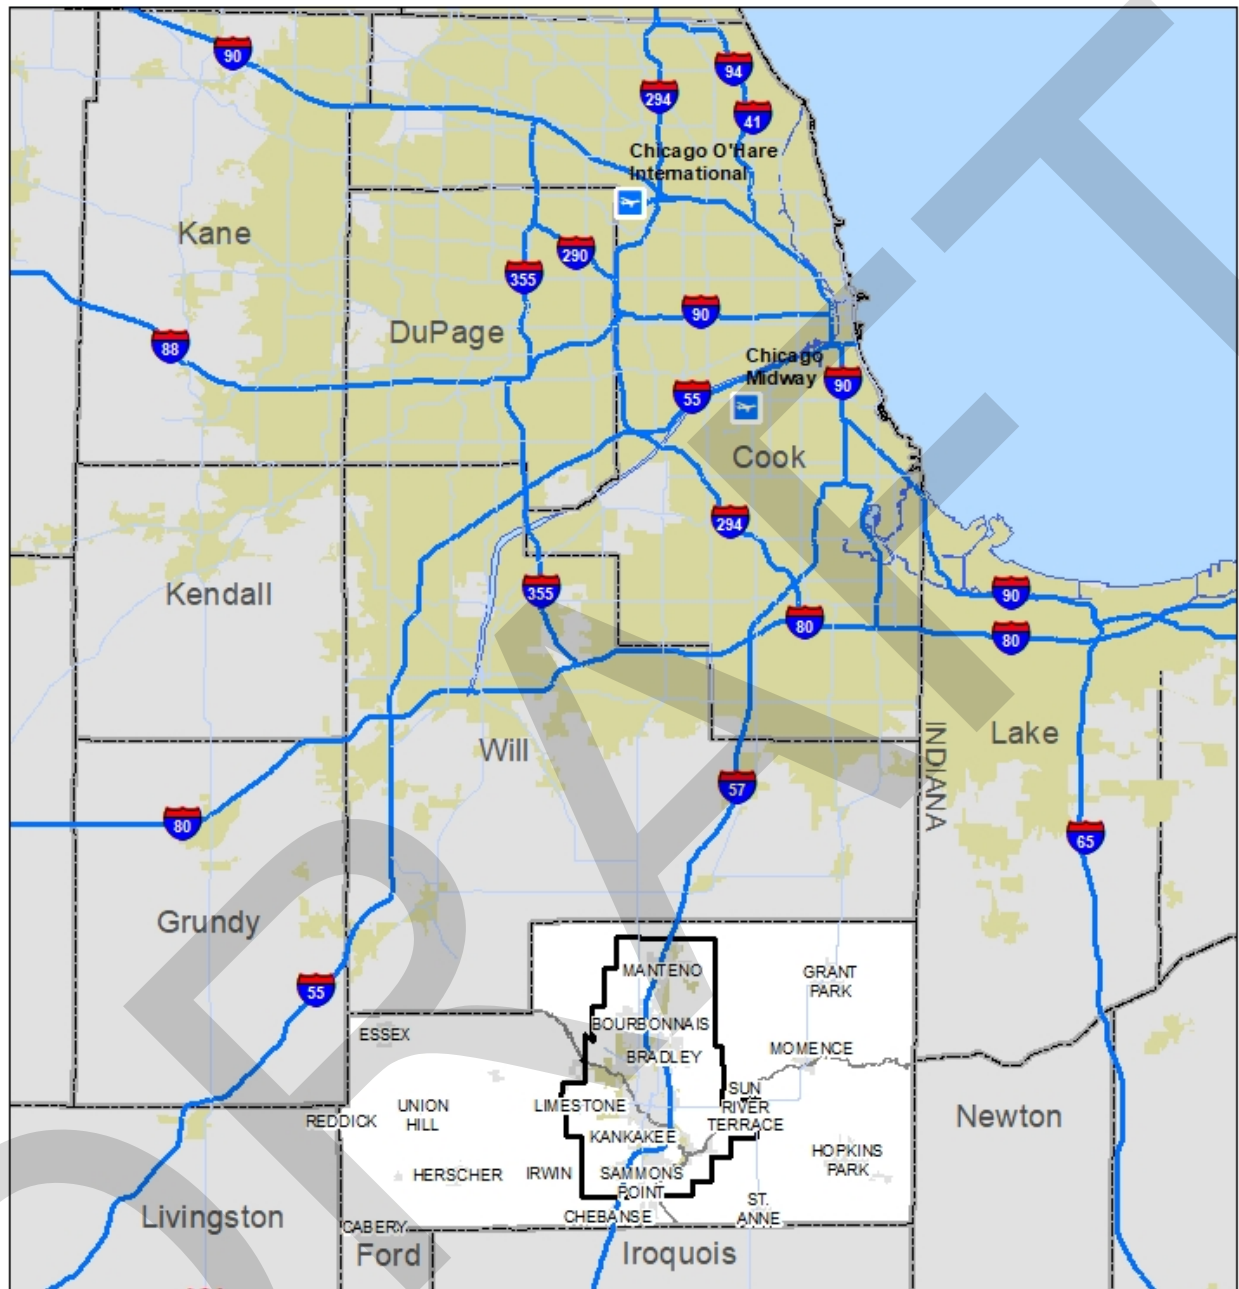 90
94
294
41
Chicago O'Hare
International
Kane
290
355
90
DuPage
88
Chicago
Midway
90
55
Cook
294
Kendall
355
90
80
80
INDIANA
Lake
Will
57
80
65
Grundy
55
MANTENO
GRANT
PARK
BOURBONNAIS
ESSEX
BRADLEY
MOMENCE
SUN
RIVER
TERRACE
LIMESTONE
UNION
HILL
REDDICK
KANKAKEE
Newton
HOPKINS
PARK
HERSCHER
IRWIN
SAMMONS
POINT
ST.
ANNE
CHEBANSE
Livingston
CABERY
Ford
Iroquois
DRAFT